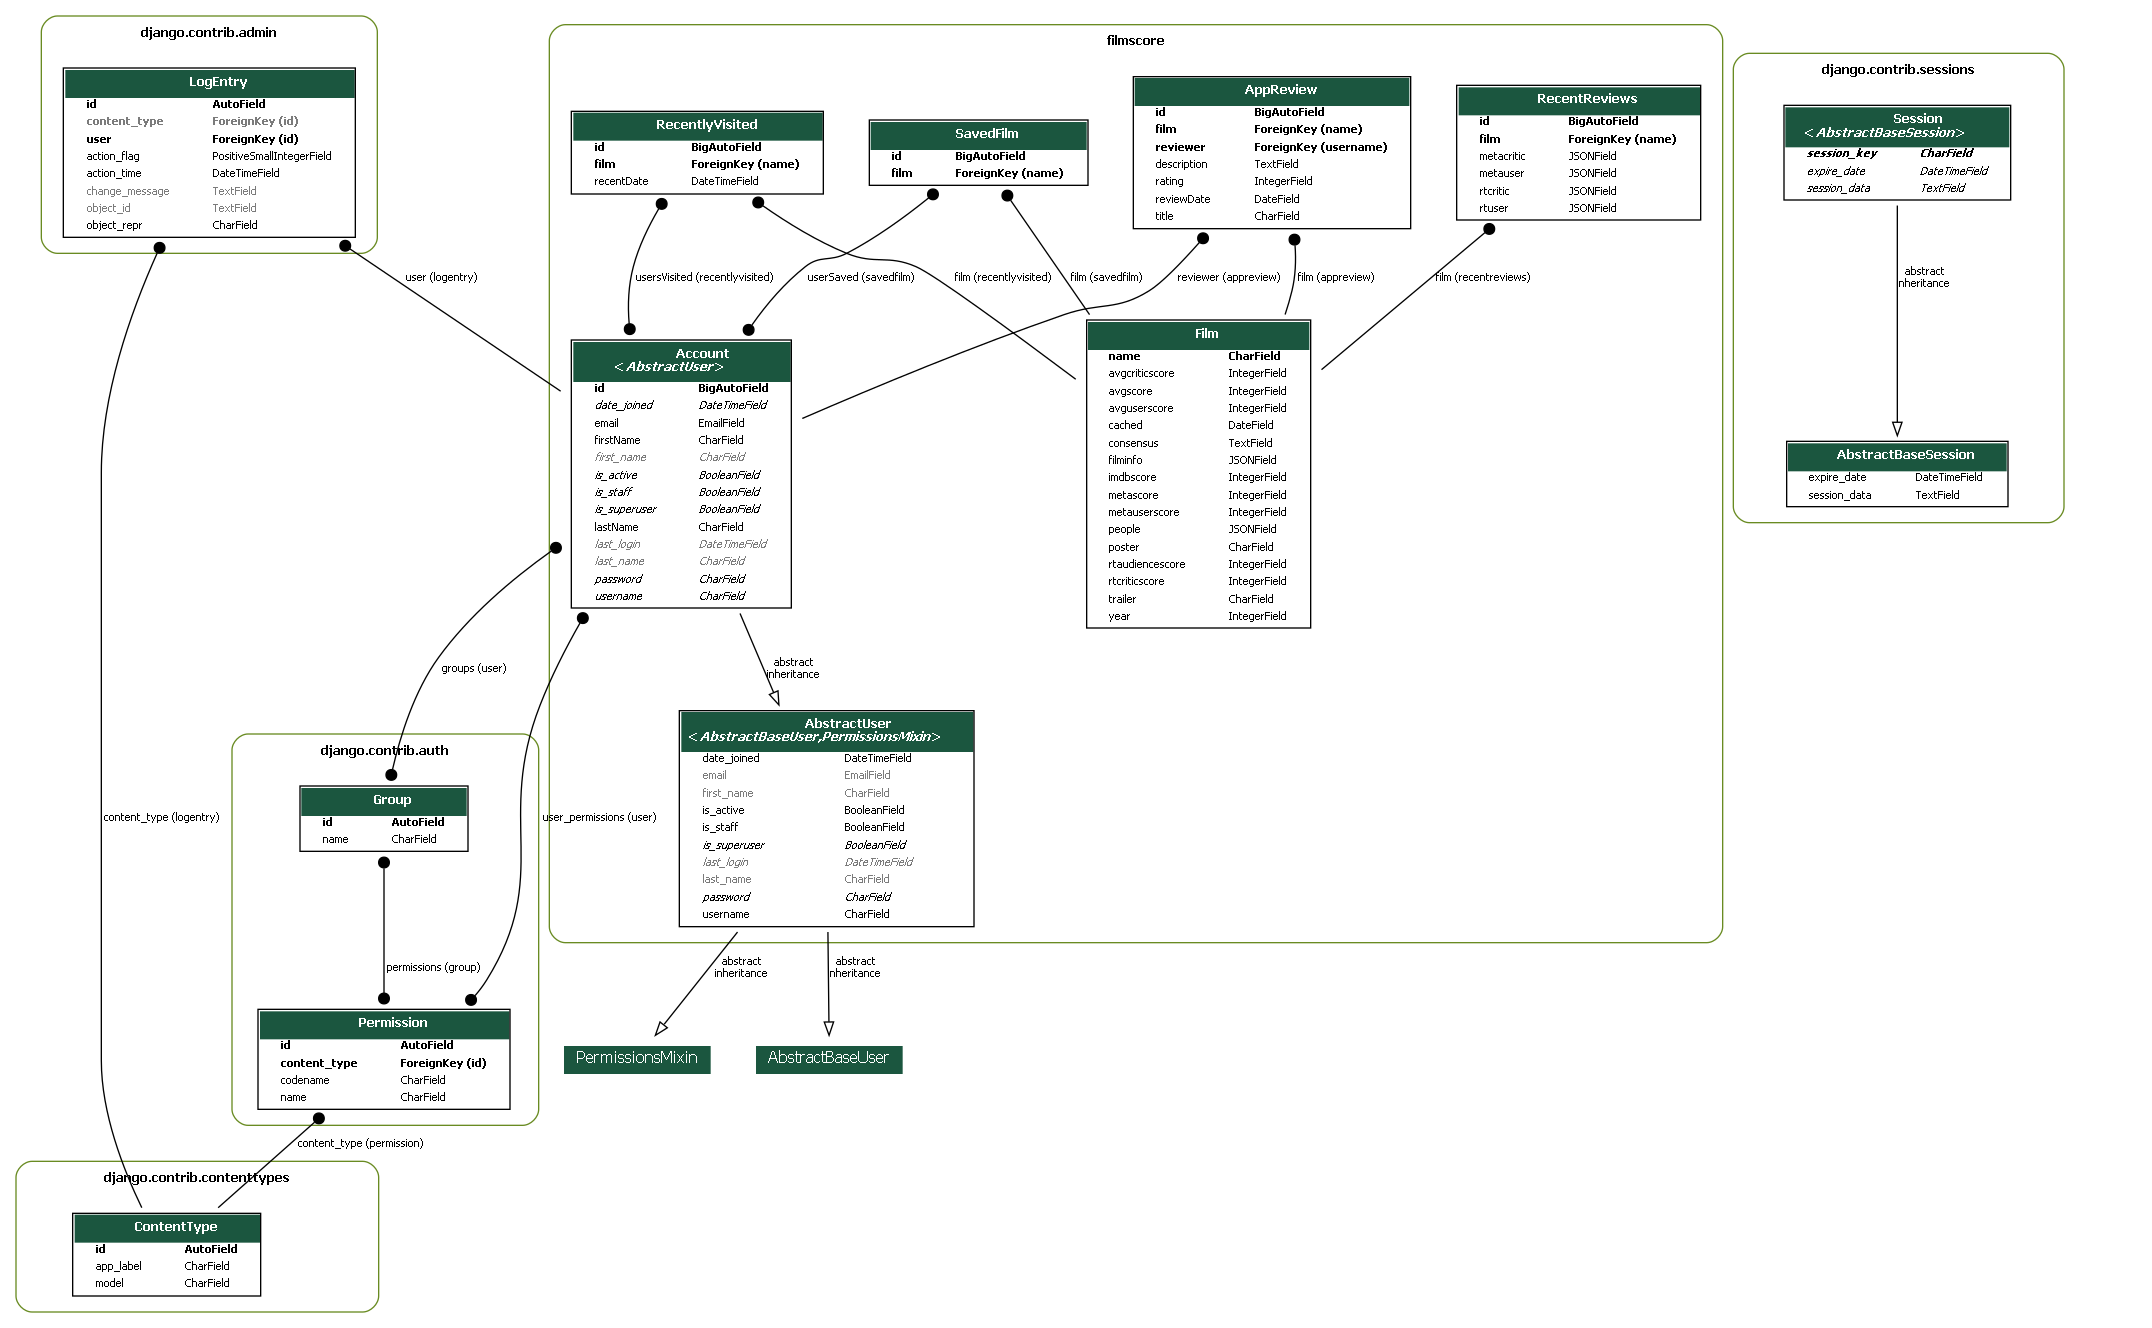 django.contrib.admin
LogEntry
id AutoField
content_type ForeignKey (id)
user ForeignKey (id)
action_flag PositiveSmallIntegerField
action_time DateTimeField
change_message TextField
object_id TextField
object_repr CharField
filmscore
RecentlyVisited
id BigAutoField
film ForeignKey (name)
recentDate DateTimeField
SavedFilm
id BigAutoField
film ForeignKey (name)
AppReview
id BigAutoField
film ForeignKey (name)
reviewer ForeignKey (username)
description TextField
rating IntegerField
reviewDate DateField
title CharField
RecentReviews
id BigAutoField
film ForeignKey (name)
metacritic JSONField
metauser JSONField
rtcritic JSONField
rtuser JSONField
django.contrib.sessions
Session
<AbstractBaseSession>
session_key CharField
expire_date DateTimeField
session_data TextField
user (logentry)
usersVisited (recentlyvisited)
userSaved (savedfilm)
film (recentlyvisited)
film (savedfilm)
reviewer (appreview)
film (appreview)
film (recentreviews)
abstract
inheritance
Account
<AbstractUser>
id BigAutoField
date_joined DateTimeField
email EmailField
firstName CharField
first_name CharField
is_active BooleanField
is_staff BooleanField
is_superuser BooleanField
lastName CharField
last_login DateTimeField
last_name CharField
password CharField
username CharField
Film
name CharField
avgcriticscore IntegerField
avgscore IntegerField
avguserscore IntegerField
cached DateField
consensus TextField
filminfo JSONField
imdbscore IntegerField
metascore IntegerField
metauserscore IntegerField
people JSONField
poster CharField
rtaudiencescore IntegerField
rtcriticscore IntegerField
trailer CharField
year IntegerField
AbstractBaseSession
expire_date DateTimeField
session_data TextField
groups (user)
abstract
inheritance
AbstractUser
<AbstractBaseUser,PermissionsMixin>
date_joined DateTimeField
email EmailField
first_name CharField
is_active BooleanField
is_staff BooleanField
is_superuser BooleanField
last_login DateTimeField
last_name CharField
password CharField
username CharField
django.contrib.auth
Group
id AutoField
name CharField
content_type (logentry)
user_permissions (user)
permissions (group)
abstract
inheritance
abstract
inheritance
Permission
id AutoField
content_type ForeignKey (id)
codename CharField
name CharField
PermissionsMixin
AbstractBaseUser
content_type (permission)
django.contrib.contenttypes
ContentType
id AutoField
app_label CharField
model CharField